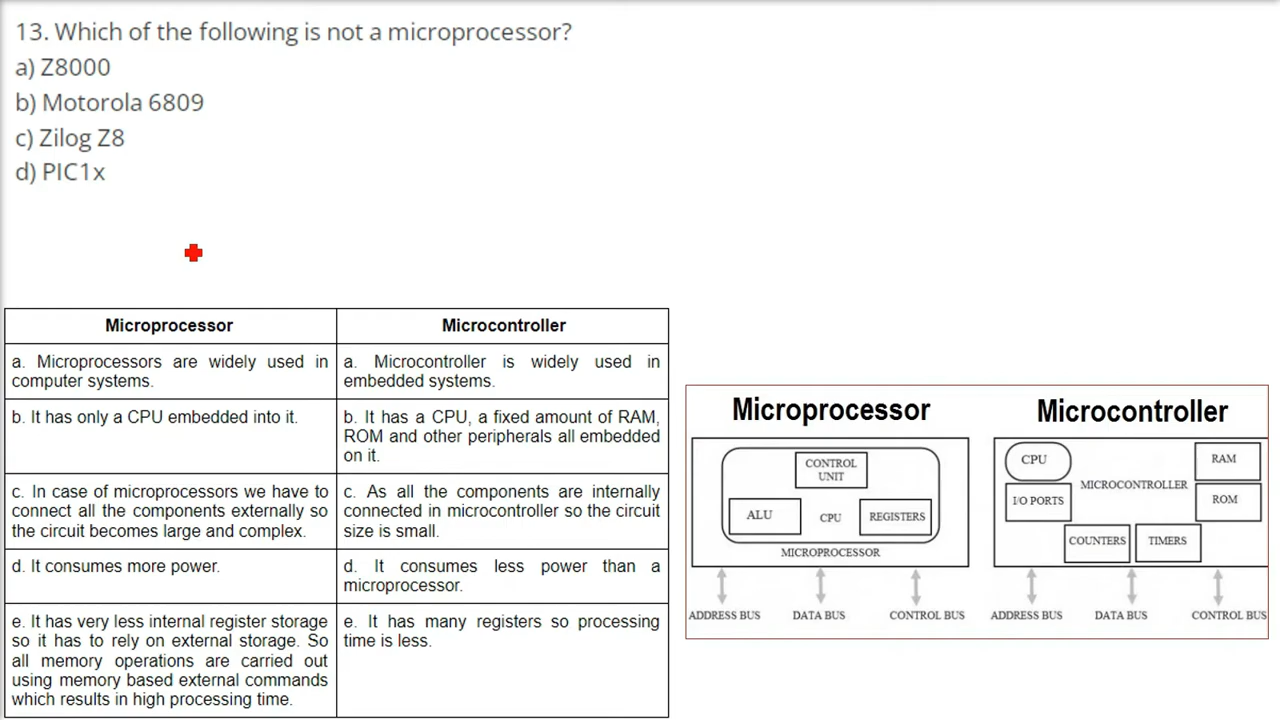 13. Which of the following is not a microprocessor?
a) Z8000
b) Motorola 6809
c) Zilog Z8
d) PIC1x
Microprocessor
Microcontroller
a. Microprocessors are widely used in
computer systems.
a. Microcontroller is widely used in
embedded systems.
b. It has only a CPU embedded into it.
b. It has a CPU, a fixed amount of RAM,
ROM and other peripherals all embedded
on it.
c. In case of microprocessors we have to
connect all the components externally so
the circuit becomes large and complex.
c. As all the components are internally
connected in microcontroller so the circuit
size is small.
d. It consumes more power.
d. It consumes less power than a
microprocessor.
e. It has very less internal register storage
so it has to rely on external storage. So
all memory operations are carried out
using memory based external commands
which results in high processing time.
e. It has many registers so processing
time is less.
Microprocessor
CONTROL
UNIT
ALU
CPU
REGISTERS
MICROPROCESSOR
ADDRESS BUS
DATA BUS
CONTROL BUS
Microcontroller
CPU
RAM
MICROCONTROLLER
I/O PORTS
ROM
COUNTERS
TIMERS
ADDRESS BUS
DATA BUS
CONTROL BUS